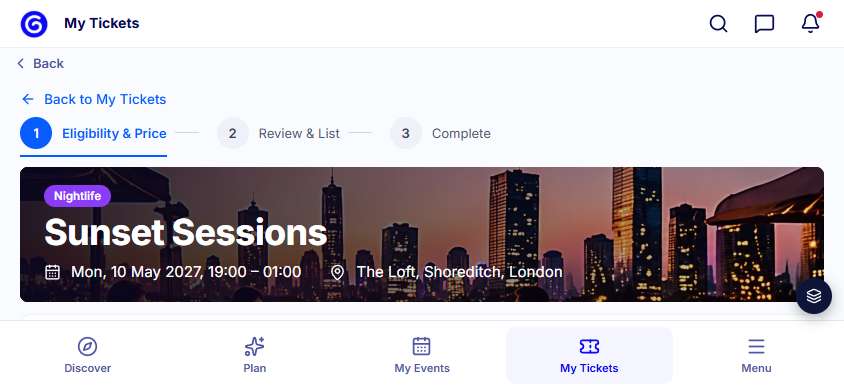 My Tickets
Back
Back to My Tickets
1 Eligibility & Price 2 Review & List 3 Complete
Nightlife
Sunset Sessions
Mon, 10 May 2027, 19:00 – 01:00 The Loft, Shoreditch, London
Discover Plan My Events My Tickets Menu